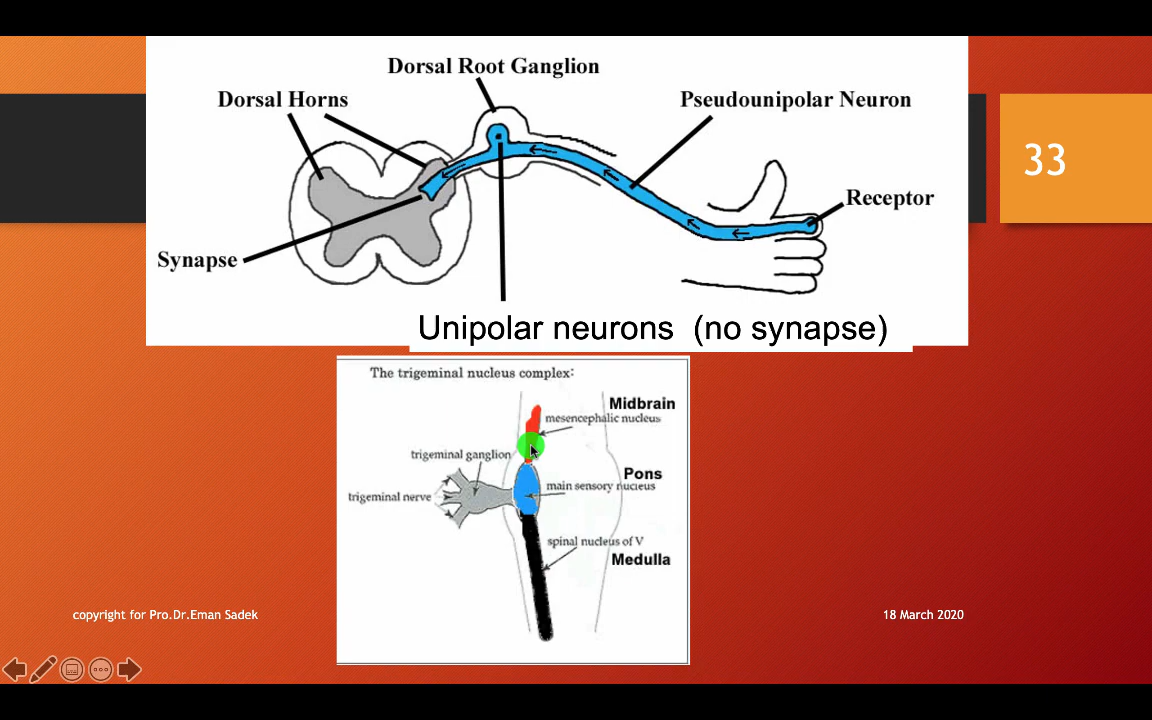 Dorsal Root Ganglion
Dorsal Horns
Pseudounipolar Neuron
33
Receptor
Synapse
Unipolar neurons (no synapse)
The trigeminal nucleus complex:
Midbrain
mesencephalic nucleus
trigeminal ganglion
Pons
main sensory nucleus
trigeminal nerve
spinal nucleus of V
Medulla
copyright for Pro.Dr.Eman Sadek
18 March 2020